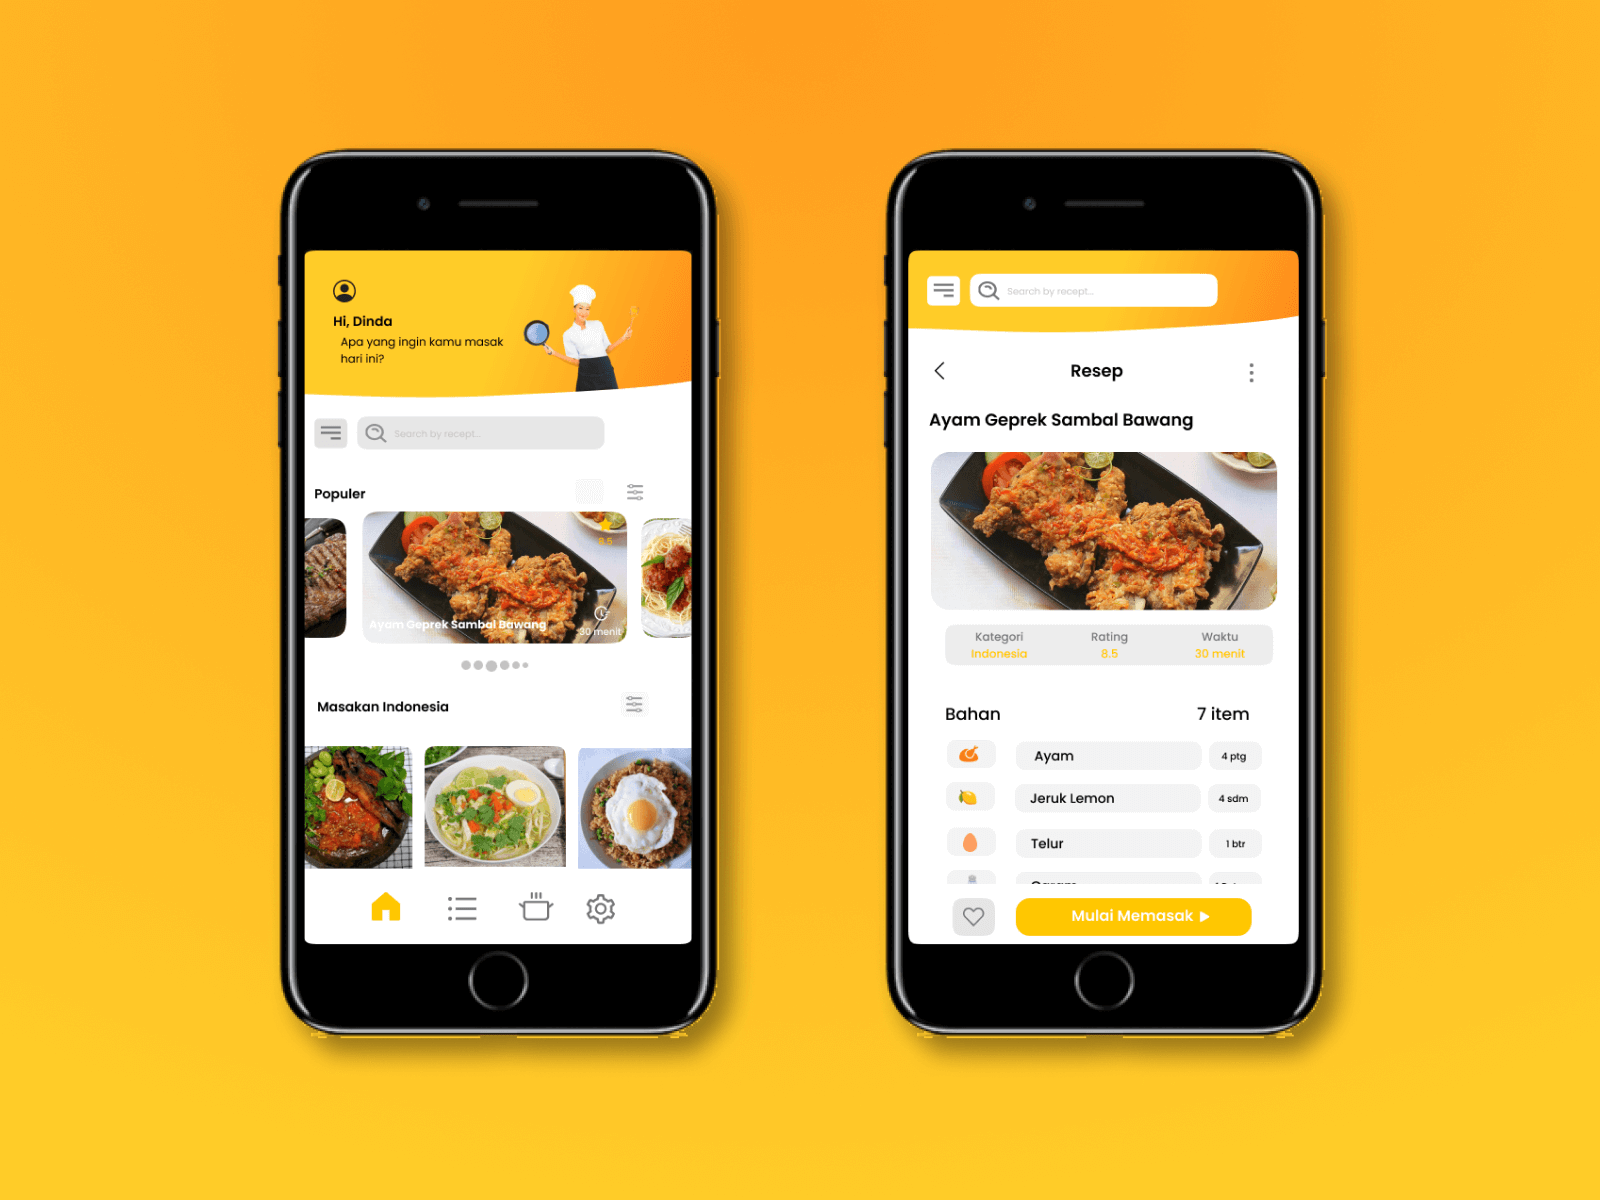 Hi, Dinda
Apa yang ingin kamu masak
hari ini?
Search by recept...
Populer
8.5
Ayam Geprek Sambal Bawang
30 menit
Masakan Indonesia
Search by recept...
Resep
Ayam Geprek Sambal Bawang
Kategori Rating Waktu
Indonesia 8.5 30 menit
Bahan 7 item
Ayam 4 ptg
Jeruk Lemon 4 sdm
Telur 1 btr
Mulai Memasak